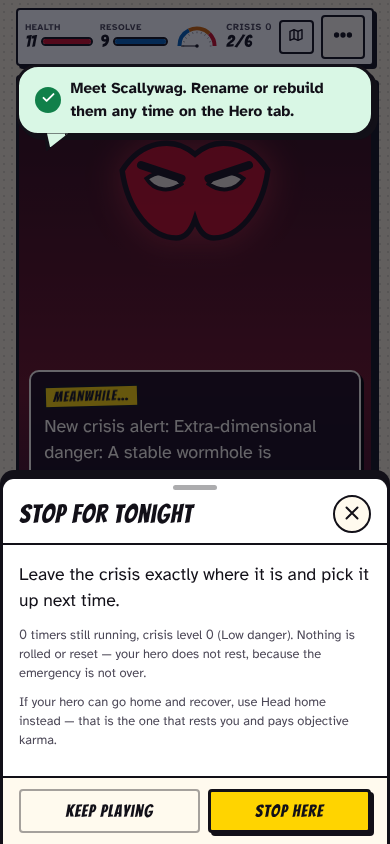 HEALTH RESOLVE CRISIS 0
11 9 2/6
Meet Scallywag. Rename or rebuild
them any time on the Hero tab.
MEANWHILE...
New crisis alert: Extra-dimensional
danger: A stable wormhole is
STOP FOR TONIGHT
Leave the crisis exactly where it is and pick it
up next time.
0 timers still running, crisis level 0 (Low danger). Nothing is
rolled or reset — your hero does not rest, because the
emergency is not over.
If your hero can go home and recover, use Head home
instead — that is the one that rests you and pays objective
karma.
KEEP PLAYING STOP HERE